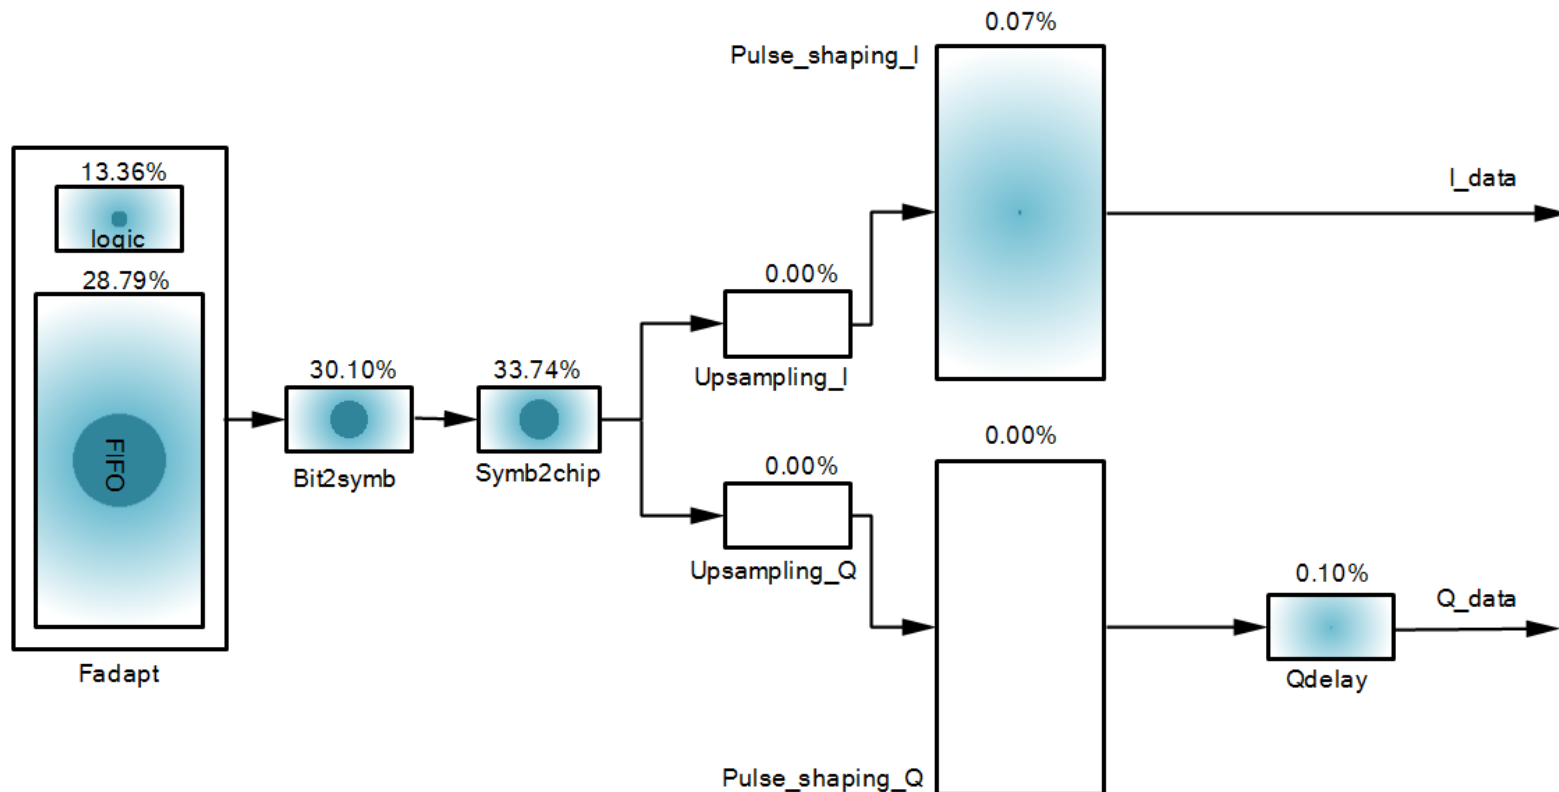 0.07%
Pulse_shaping_I
13.36%
logic
I_data
28.79%
0.00%
30.10%
33.74%
Upsampling_I
FIFO
0.00%
0.00%
Bit2symb
Symb2chip
Upsampling_Q
0.10%
Q_data
Fadapt
Qdelay
Pulse_shaping_Q